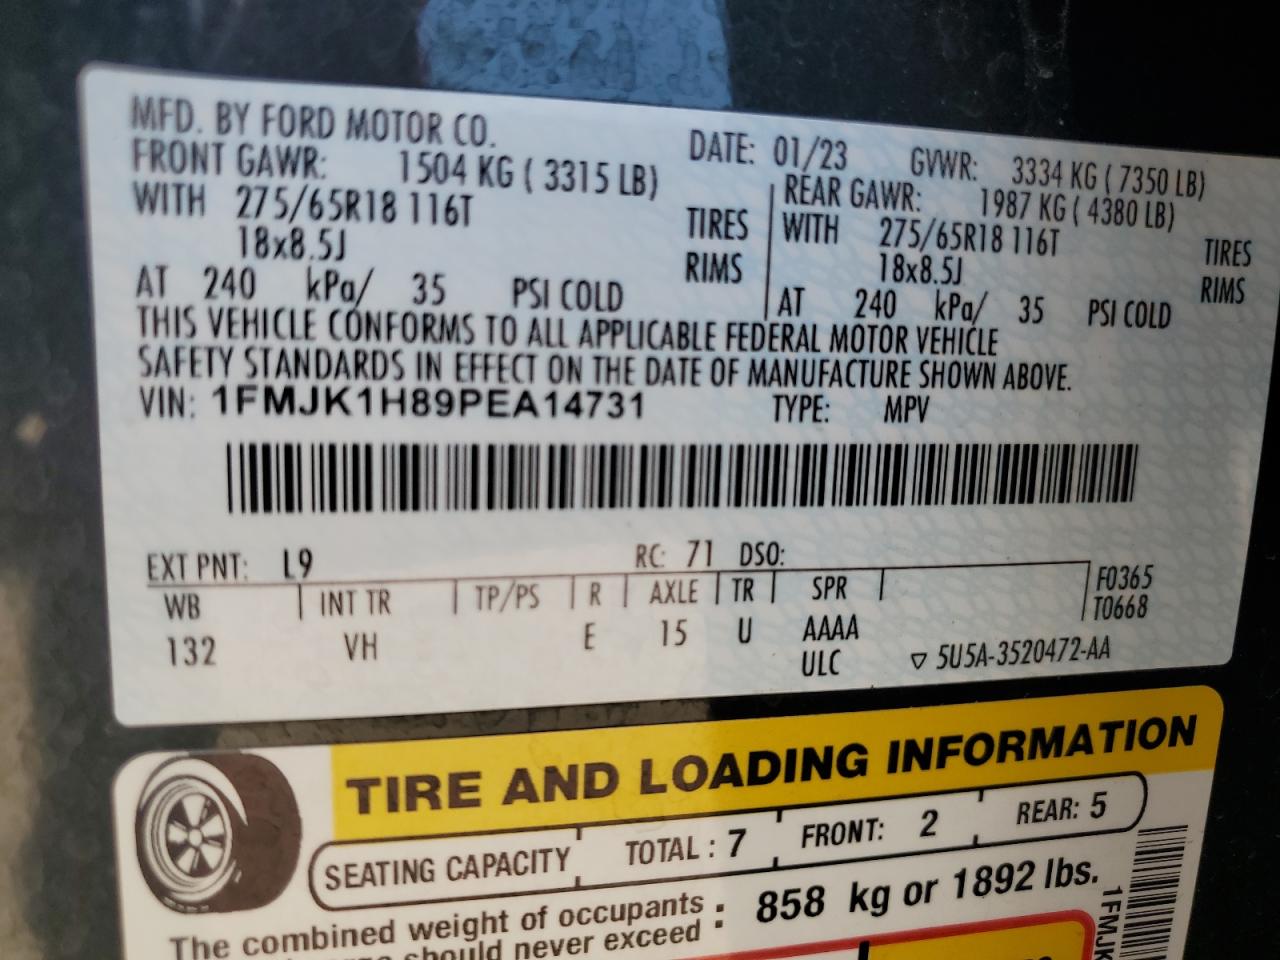 MFD. BY FORD MOTOR CO.
DATE: 01/23 GVWR: 3334 KG ( 7350 LB)
FRONT GAWR: 1504 KG ( 3315 LB)
WITH 275/65R18 116T TIRES
18x8.5J RIMS
AT 240 kPa/ 35 PSI COLD
REAR GAWR: 1987 KG ( 4380 LB)
WITH 275/65R18 116T TIRES
18x8.5J RIMS
AT 240 kPa/ 35 PSI COLD
THIS VEHICLE CONFORMS TO ALL APPLICABLE FEDERAL MOTOR VEHICLE
SAFETY STANDARDS IN EFFECT ON THE DATE OF MANUFACTURE SHOWN ABOVE.
VIN: 1FMJK1H89PEA14731 TYPE: MPV
EXT PNT: L9 RC: 71 DSO:
WB INT TR TP/PS R AXLE TR SPR F0365
T0668
132 VH E 15 U AAAA
ULC ▽ 5U5A-3520472-AA
TIRE AND LOADING INFORMATION
SEATING CAPACITY TOTAL : 7 FRONT: 2 REAR: 5
The combined weight of occupants : 858 kg or 1892 lbs.
should never exceed
1FMJK